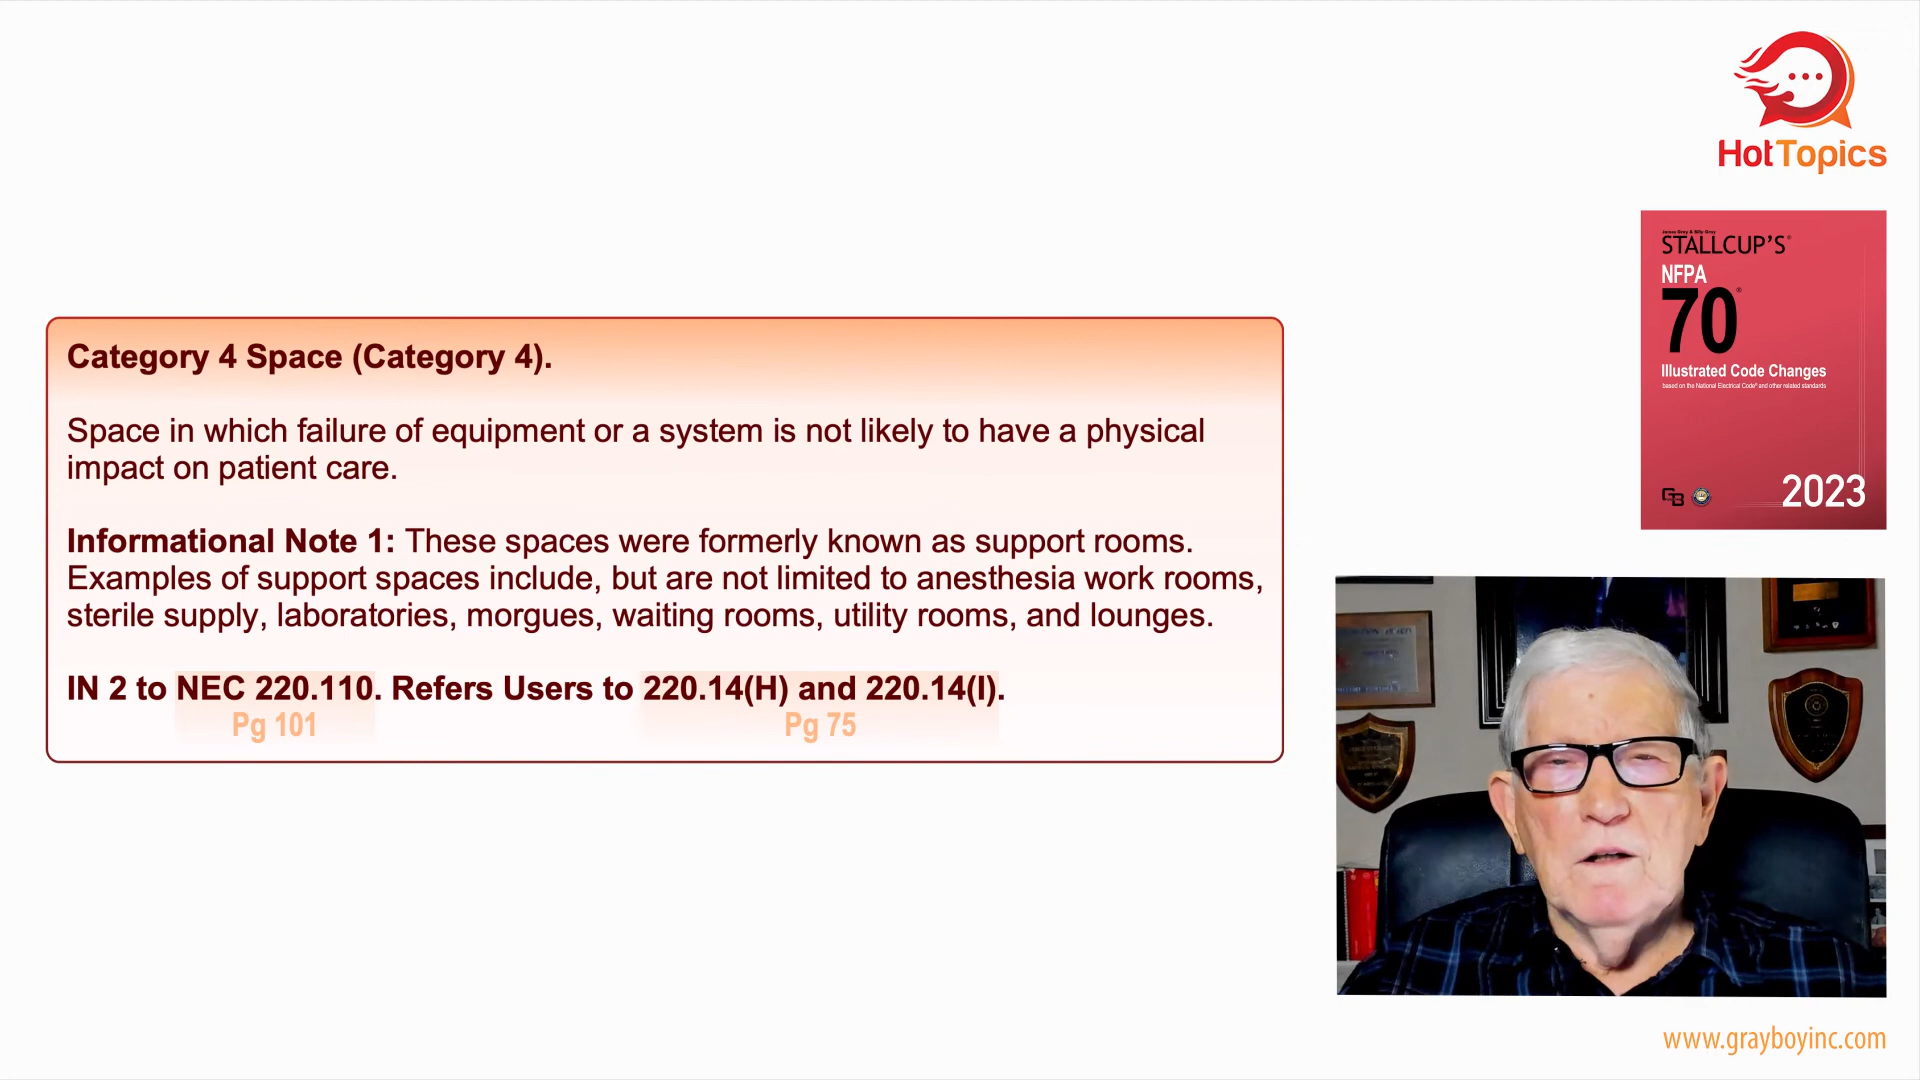 HotTopics
James Gray & Billy Gray
STALLCUP'S®
NFPA
70®
Illustrated Code Changes
based on the National Electrical Code® and other related standards
GB
2023
Category 4 Space (Category 4).
Space in which failure of equipment or a system is not likely to have a physical
impact on patient care.
Informational Note 1: These spaces were formerly known as support rooms.
Examples of support spaces include, but are not limited to anesthesia work rooms,
sterile supply, laboratories, morgues, waiting rooms, utility rooms, and lounges.
IN 2 to NEC 220.110. Refers Users to 220.14(H) and 220.14(I).
Pg 101 Pg 75
www.grayboyinc.com